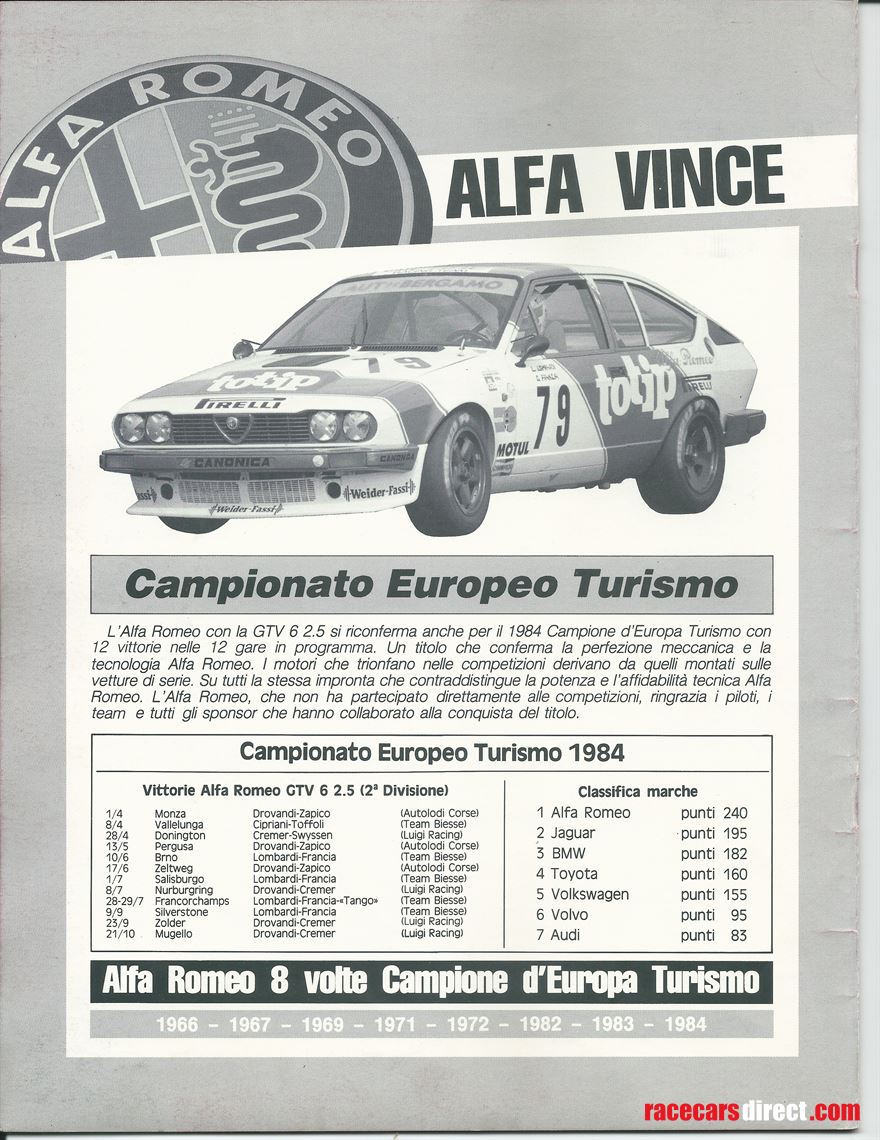 ALFA ROMEO
ALFA VINCE
AUTOBERGAMO
79
totip
PIRELLI
CANONICA
CANONICA
Weider-Fassi
Weider-Fassi
L. LOMBARDI
G. FRANCIA
79
MOTUL
totip
Alfa Romeo
PIRELLI
Campionato Europeo Turismo
L'Alfa Romeo con la GTV 6 2.5 si riconferma anche per il 1984 Campione d'Europa Turismo con
12 vittorie nelle 12 gare in programma. Un titolo che conferma la perfezione meccanica e la
tecnologia Alfa Romeo. I motori che trionfano nelle competizioni derivano da quelli montati sulle
vetture di serie. Su tutti la stessa impronta che contraddistingue la potenza e l'affidabilità tecnica Alfa
Romeo. L'Alfa Romeo, che non ha partecipato direttamente alle competizioni, ringrazia i piloti, i
team e tutti gli sponsor che hanno collaborato alla conquista del titolo.
Campionato Europeo Turismo 1984
Vittorie Alfa Romeo GTV 6 2.5 (2ª Divisione)
1/4 Monza Drovandi-Zapico (Autolodi Corse)
8/4 Vallelunga Cipriani-Toffoli (Team Biesse)
28/4 Donington Cremer-Swyssen (Luigi Racing)
13/5 Pergusa Drovandi-Zapico (Autolodi Corse)
10/6 Brno Lombardi-Francia (Team Biesse)
17/6 Zeltweg Drovandi-Zapico (Autolodi Corse)
1/7 Salisburgo Lombardi-Francia (Team Biesse)
8/7 Nurburgring Drovandi-Cremer (Luigi Racing)
28-29/7 Francorchamps Lombardi-Francia-«Tango» (Team Biesse)
9/9 Silverstone Lombardi-Francia (Team Biesse)
23/9 Zolder Drovandi-Cremer (Luigi Racing)
21/10 Mugello Drovandi-Cremer (Luigi Racing)
Classifica marche
1 Alfa Romeo punti 240
2 Jaguar punti 195
3 BMW punti 182
4 Toyota punti 160
5 Volkswagen punti 155
6 Volvo punti 95
7 Audi punti 83
Alfa Romeo 8 volte Campione d'Europa Turismo
1966 - 1967 - 1969 - 1971 - 1972 - 1982 - 1983 - 1984
racecarsdirect.com